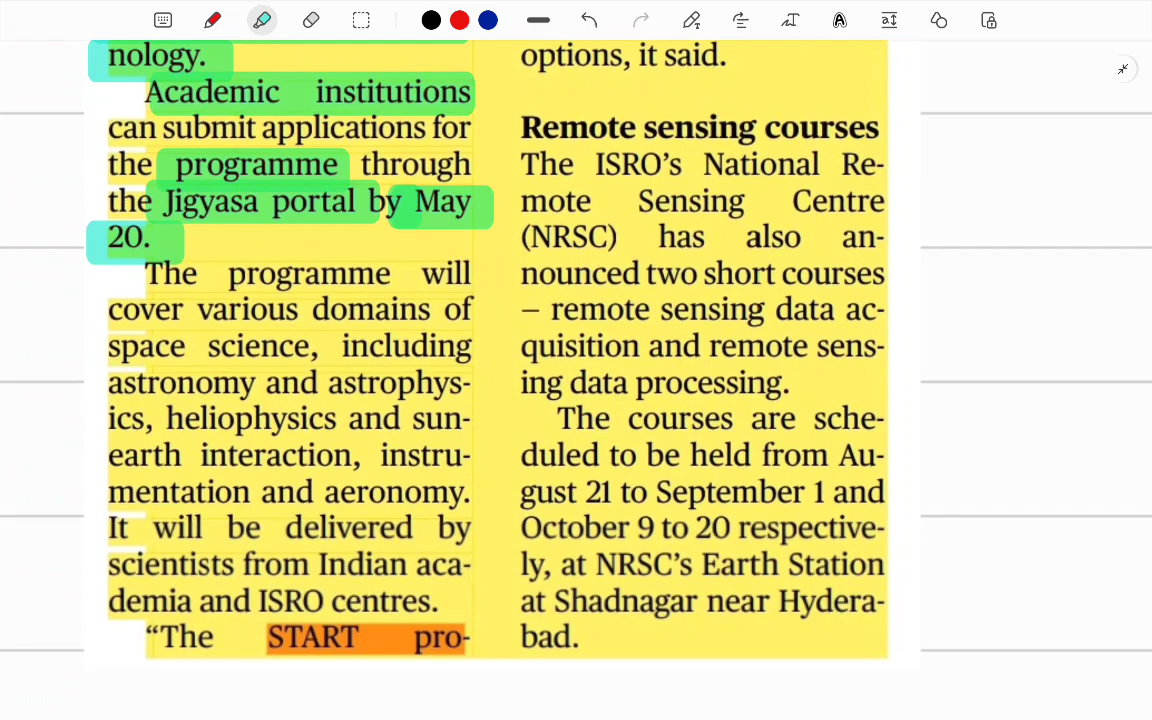 nology.
Academic institutions
can submit applications for
the programme through
the Jigyasa portal by May
20.
The programme will
cover various domains of
space science, including
astronomy and astrophys-
ics, heliophysics and sun-
earth interaction, instru-
mentation and aeronomy.
It will be delivered by
scientists from Indian aca-
demia and ISRO centres.
“The START pro-
options, it said.
Remote sensing courses
The ISRO’s National Re-
mote Sensing Centre
(NRSC) has also an-
nounced two short courses
– remote sensing data ac-
quisition and remote sens-
ing data processing.
The courses are sche-
duled to be held from Au-
gust 21 to September 1 and
October 9 to 20 respective-
ly, at NRSC’s Earth Station
at Shadnagar near Hydera-
bad.